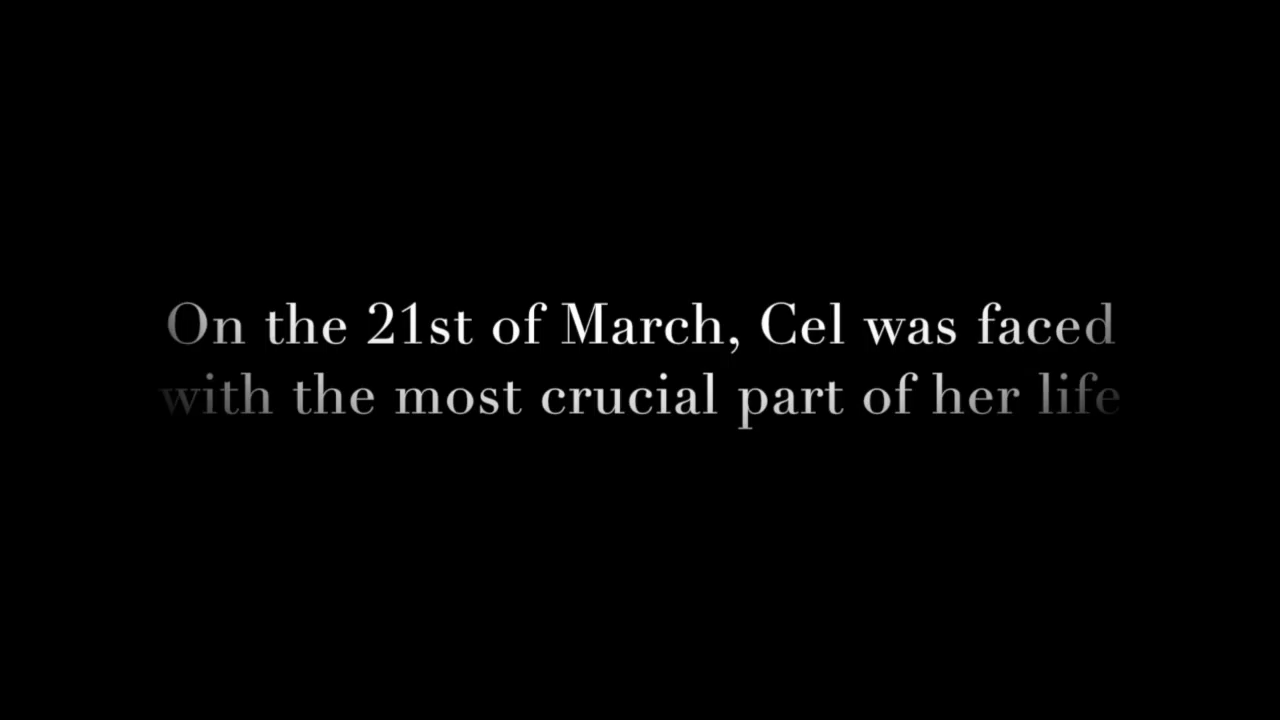 On the 21st of March, Cel was faced
with the most crucial part of her life